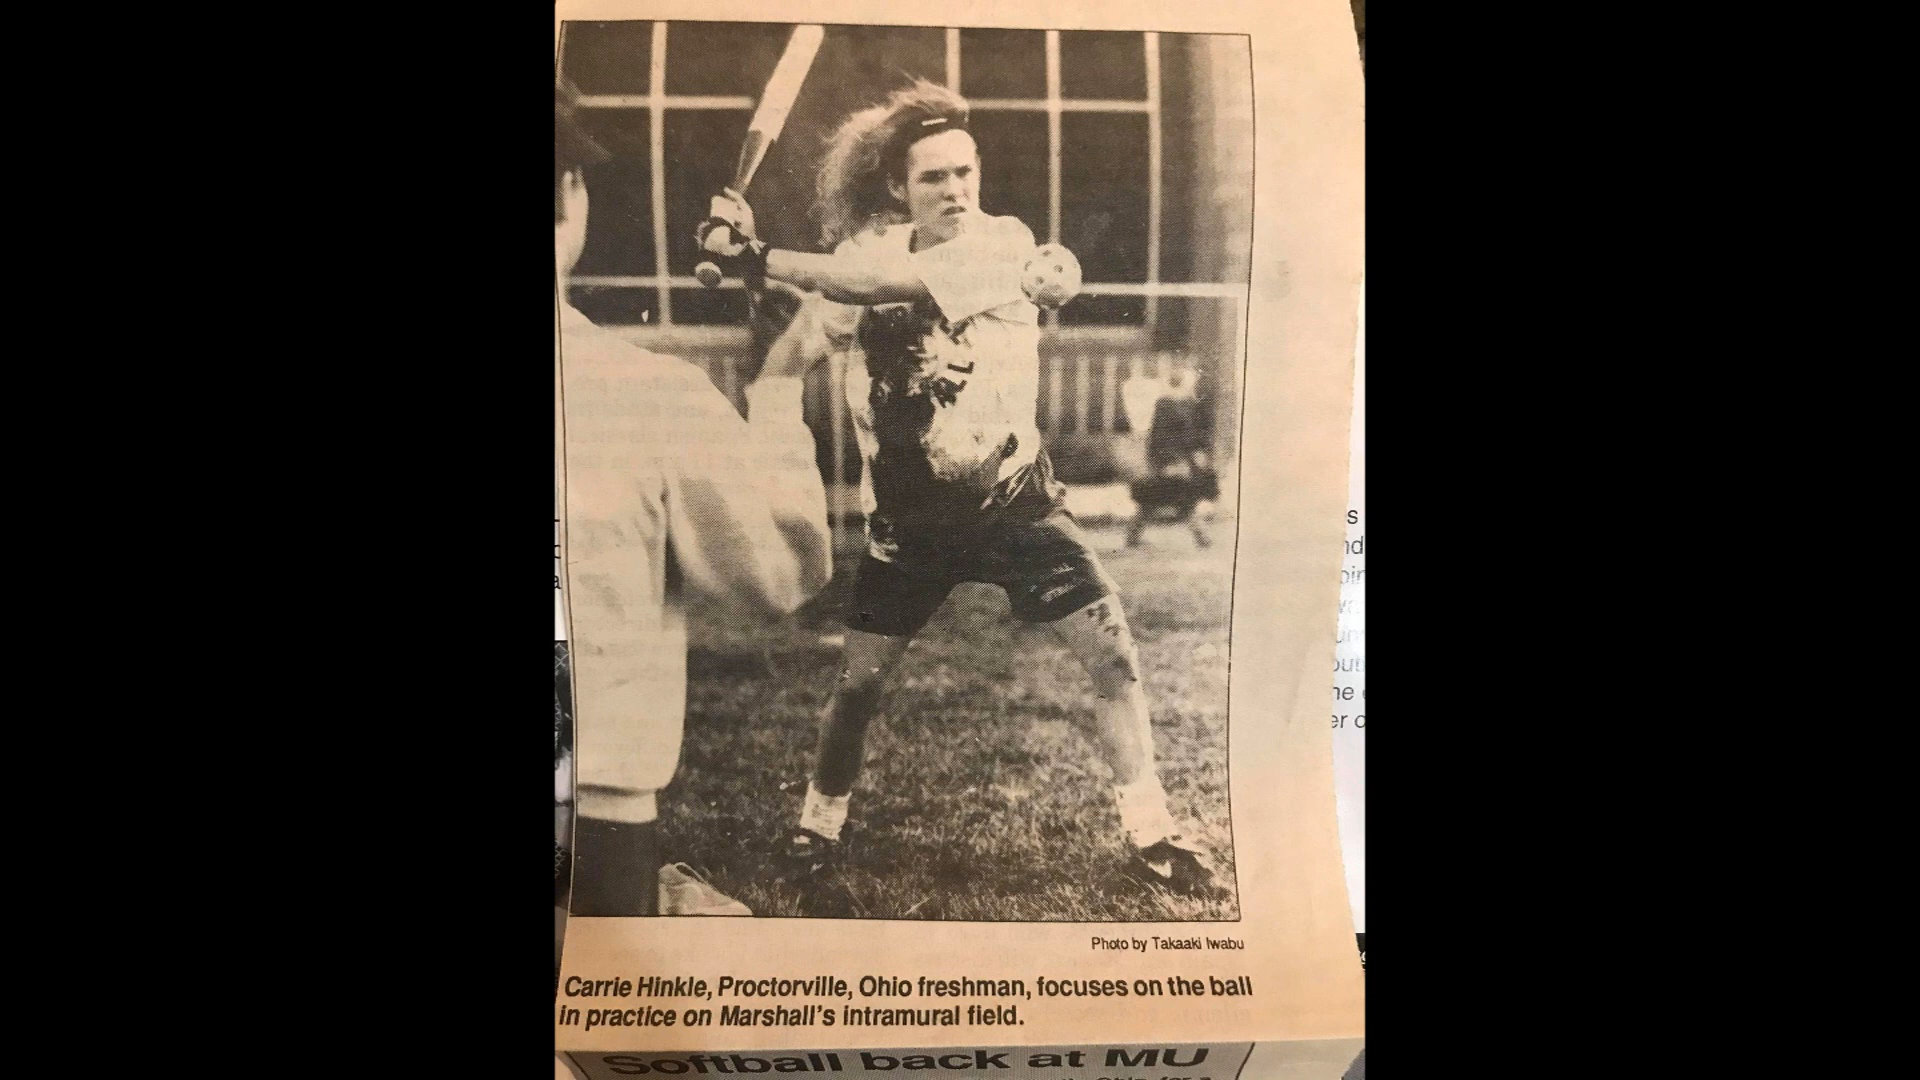 Photo by Takaaki Iwabu
Carrie Hinkle, Proctorville, Ohio freshman, focuses on the ball
in practice on Marshall's intramural field.
Softball back at MU